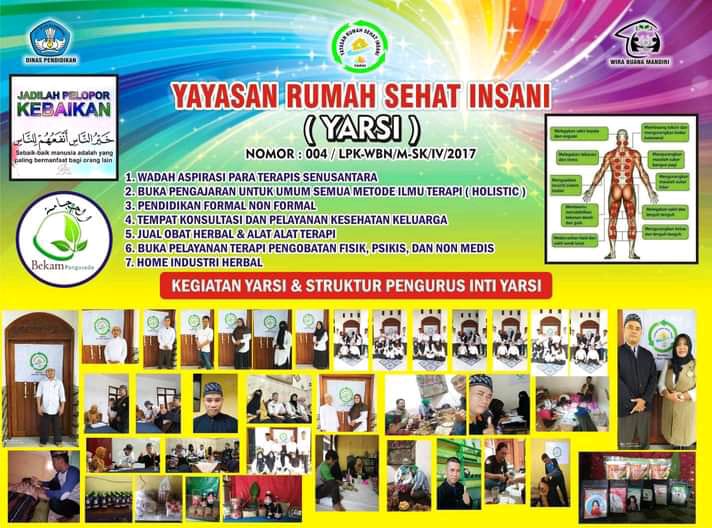 DINAS PENDIDIKAN
YAYASAN RUMAH SEHAT INSANI
WIRA BUANA MANDIRI
JADILAH PELOPOR
KEBAIKAN
خَيْرُ النَّاسِ أَنْفَعُهُمْ لِلنَّاسِ
Sebaik-baik manusia adalah yang
paling bermanfaat bagi orang lain
YAYASAN RUMAH SEHAT INSANI
( YARSI )
NOMOR : 004 / LPK-WBN/M-SK/IV/2017
1. WADAH ASPIRASI PARA TERAPIS SENUSANTARA
2. BUKA PENGAJARAN UNTUK UMUM SEMUA METODE ILMU TERAPI ( HOLISTIC )
3. PENDIDIKAN FORMAL NON FORMAL
4. TEMPAT KONSULTASI DAN PELAYANAN KESEHATAN KELUARGA
5. JUAL OBAT HERBAL & ALAT ALAT TERAPI
6. BUKA PELAYANAN TERAPI PENGOBATAN FISIK, PSIKIS, DAN NON MEDIS
7. HOME INDUSTRI HERBAL
Bekam
KEGIATAN YARSI & STRUKTUR PENGURUS INTI YARSI